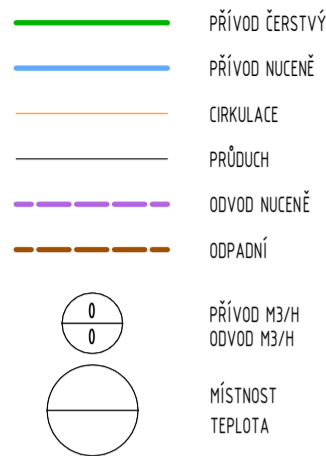 PŘÍVOD ČERSTVÝ
PŘÍVOD NUCENĚ
CIRKULACE
PRŮDUCH
ODVOD NUCENĚ
ODPADNÍ
0
0
PŘÍVOD M3/H
ODVOD M3/H
MÍSTNOST
TEPLOTA